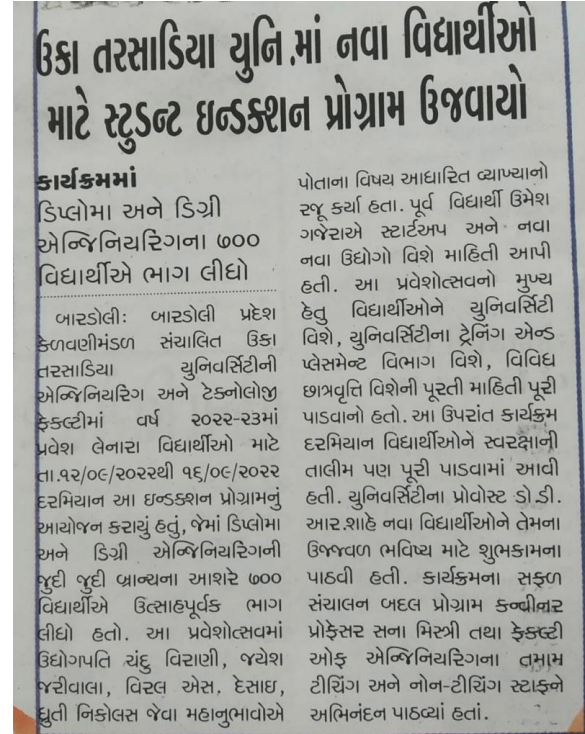 ઉકા તરસાડિયા યુનિ.માં નવા વિદ્યાર્થીઓ
માટે સ્ટુડન્ટ ઇન્ડક્શન પ્રોગ્રામ ઉજવાયો
કાર્યક્રમમાં
ડિપ્લોમા અને ડિગ્રી
એન્જિનિયરિંગના ૭૦૦
વિદ્યાર્થીએ ભાગ લીધો
બારડોલીઃ બારડોલી પ્રદેશ
કેળવણીમંડળ સંચાલિત ઉકા
તરસાડિયા યુનિવર્સિટીની
એન્જિનિયરિંગ અને ટેક્નોલોજી
ફેકલ્ટીમાં વર્ષ ૨૦૨૨-૨૩માં
પ્રવેશ લેનારા વિદ્યાર્થીઓ માટે
તા.૧૨/૦૯/૨૦૨૨થી ૧૬/૦૯/૨૦૨૨
દરમિયાન આ ઇન્ડક્શન પ્રોગ્રામનું
આયોજન કરાયું હતું, જેમાં ડિપ્લોમા
અને ડિગ્રી એન્જિનિયરિંગની
જુદી જુદી બ્રાન્ચના આશરે ૭૦૦
વિદ્યાર્થીએ ઉત્સાહપૂર્વક ભાગ
લીધો હતો. આ પ્રવેશોત્સવમાં
ઉદ્યોગપતિ ચંદુ વિરાણી, જયેશ
જરીવાલા, વિરલ એસ. દેસાઇ,
ધ્રુતી નિકોલસ જેવા મહાનુભાવોએ
પોતાના વિષય આધારિત વ્યાખ્યાનો
રજૂ કર્યા હતા. પૂર્વ વિદ્યાર્થી ઉમેશ
ગજેરાએ સ્ટાર્ટઅપ અને નવા
નવા ઉદ્યોગો વિશે માહિતી આપી
હતી. આ પ્રવેશોત્સવનો મુખ્ય
હેતુ વિદ્યાર્થીઓને યુનિવર્સિટી
વિશે, યુનિવર્સિટીના ટ્રેનિંગ એન્ડ
પ્લેસમેન્ટ વિભાગ વિશે, વિવિધ
છાત્રવૃત્તિ વિશેની પૂરતી માહિતી પૂરી
પાડવાનો હતો. આ ઉપરાંત કાર્યક્રમ
દરમિયાન વિદ્યાર્થીઓને સ્વરક્ષાની
તાલીમ પણ પૂરી પાડવામાં આવી
હતી. યુનિવર્સિટીના પ્રોવોસ્ટ ડો.ડી.
આર.શાહે નવા વિદ્યાર્થીઓને તેમના
ઉજ્જવળ ભવિષ્ય માટે શુભકામના
પાઠવી હતી. કાર્યક્રમના સફળ
સંચાલન બદલ પ્રોગ્રામ કન્વીનર
પ્રોફેસર સના મિસ્ત્રી તથા ફેકલ્ટી
ઓફ એન્જિનિયરિંગના તમામ
ટીચિંગ અને નોન-ટીચિંગ સ્ટાફને
અભિનંદન પાઠવ્યાં હતાં.